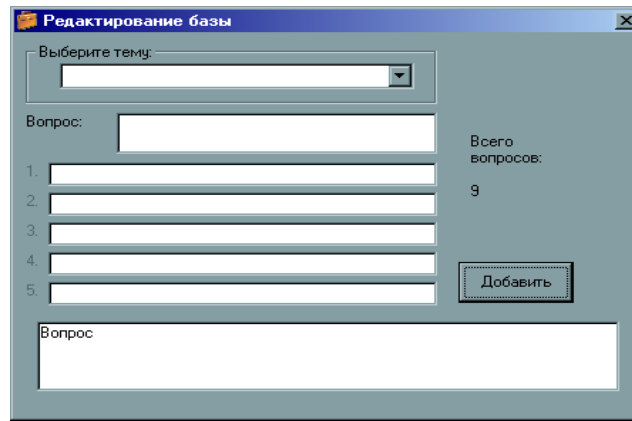 Редактирование базы
Выберите тему:
Вопрос:
Всего
вопросов:
1.
2.
9
3.
4.
Добавить
5.
Вопрос